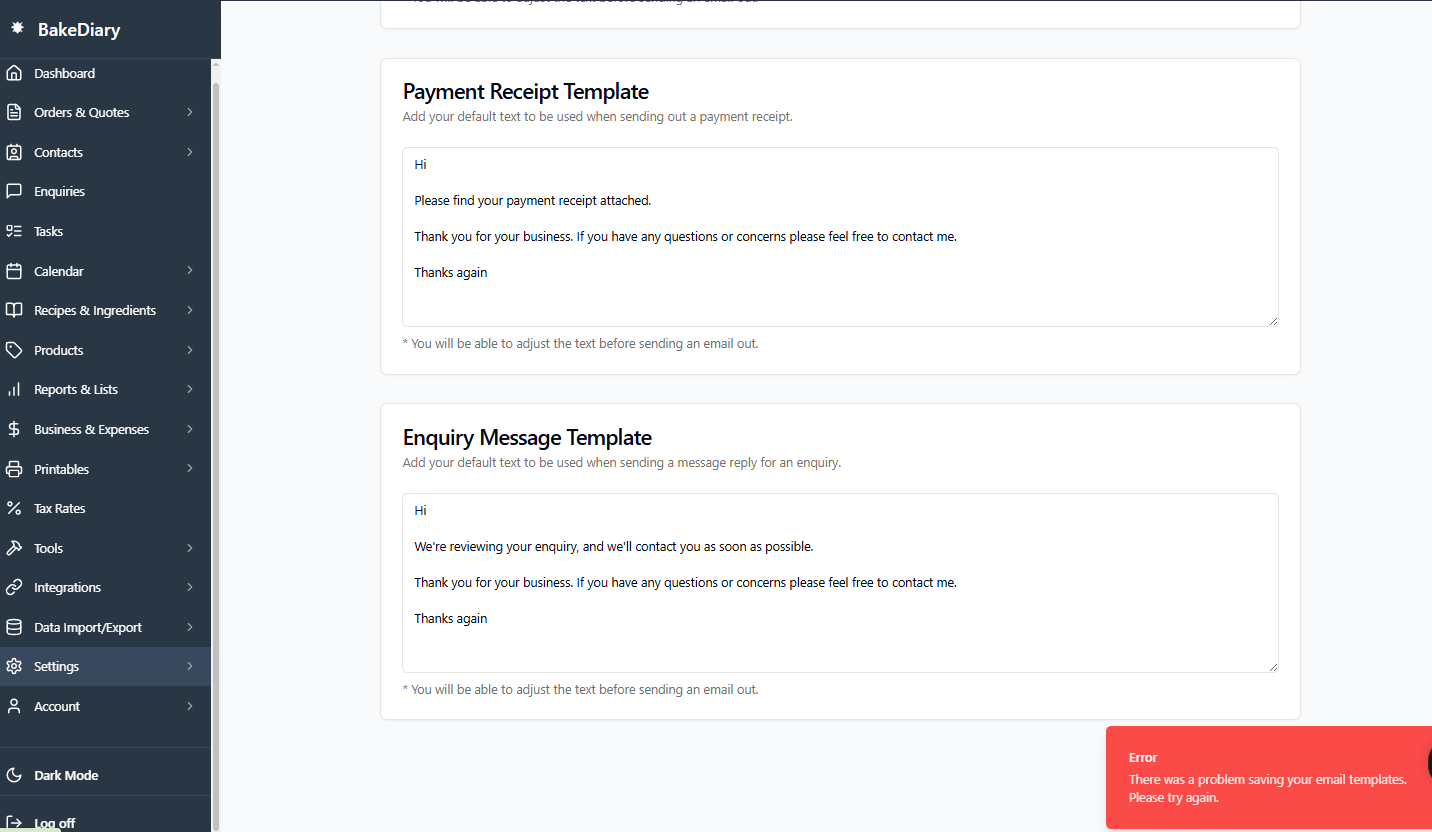 BakeDiary
Dashboard
Orders & Quotes
Contacts
Enquiries
Tasks
Calendar
Recipes & Ingredients
Products
Reports & Lists
Business & Expenses
Printables
Tax Rates
Tools
Integrations
Data Import/Export
Settings
Account
Dark Mode
Log off
Payment Receipt Template
Add your default text to be used when sending out a payment receipt.
Hi
Please find your payment receipt attached.
Thank you for your business. If you have any questions or concerns please feel free to contact me.
Thanks again
* You will be able to adjust the text before sending an email out.
Enquiry Message Template
Add your default text to be used when sending a message reply for an enquiry.
Hi
We're reviewing your enquiry, and we'll contact you as soon as possible.
Thank you for your business. If you have any questions or concerns please feel free to contact me.
Thanks again
* You will be able to adjust the text before sending an email out.
Error
There was a problem saving your email templates.
Please try again.